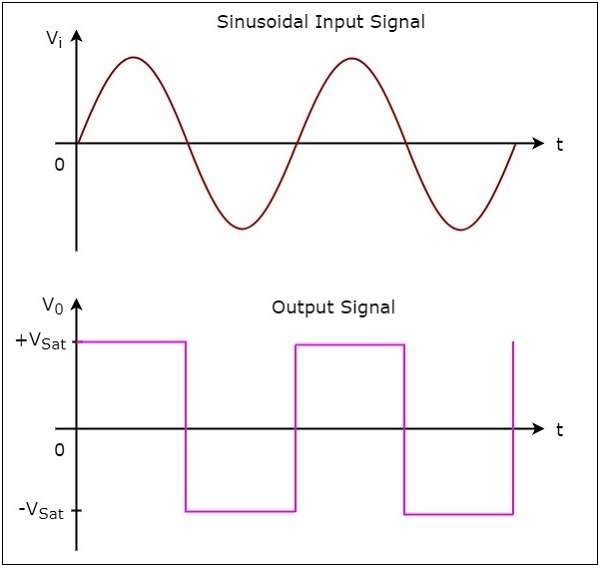 Sinusoidal Input Signal
Vi
t
0
V0
Output Signal
+VSat
t
0
-VSat